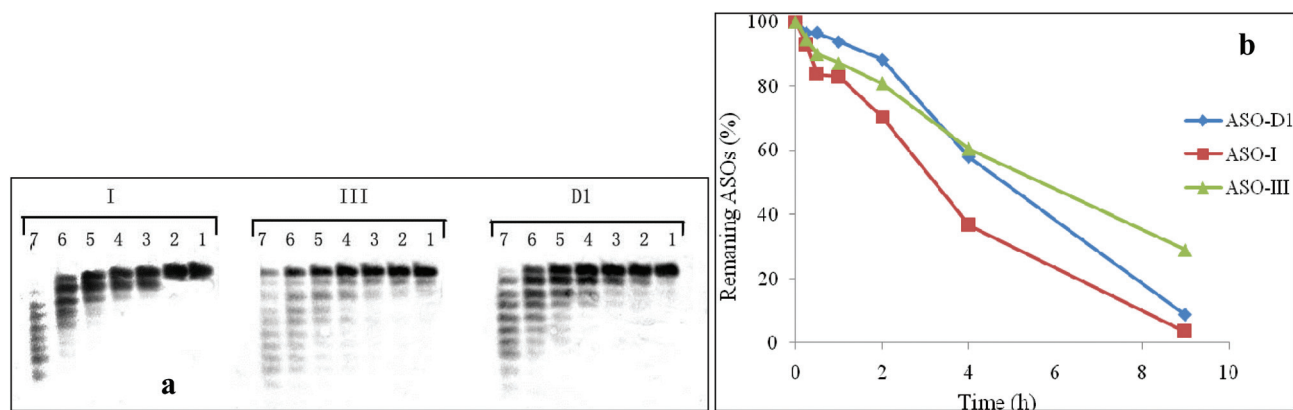 I III D1
7 6 5 4 3 2 1 7 6 5 4 3 2 1 7 6 5 4 3 2 1
a
b
100
80
60
40
20
0
Remaning ASOs (%)
0 2 4 6 8 10
Time (h)
ASO-D1
ASO-I
ASO-III